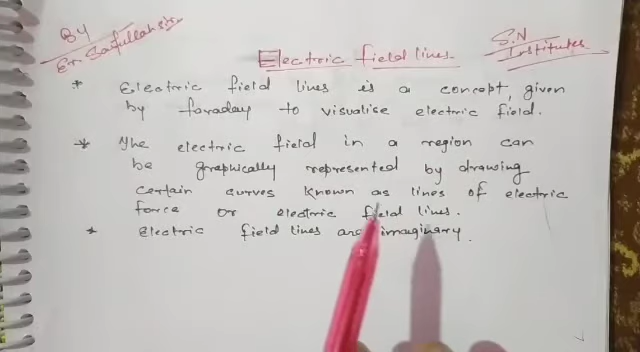 By
Er. Saifullah sir
S.N
Institutes
Electric field lines
* Electric field lines is a concept, given
by faraday to visualise electric field.
* The electric field in a region can
be graphically represented by drawing
certain curves known as lines of electric
force or electric field lines.
* Electric field lines are imaginary.